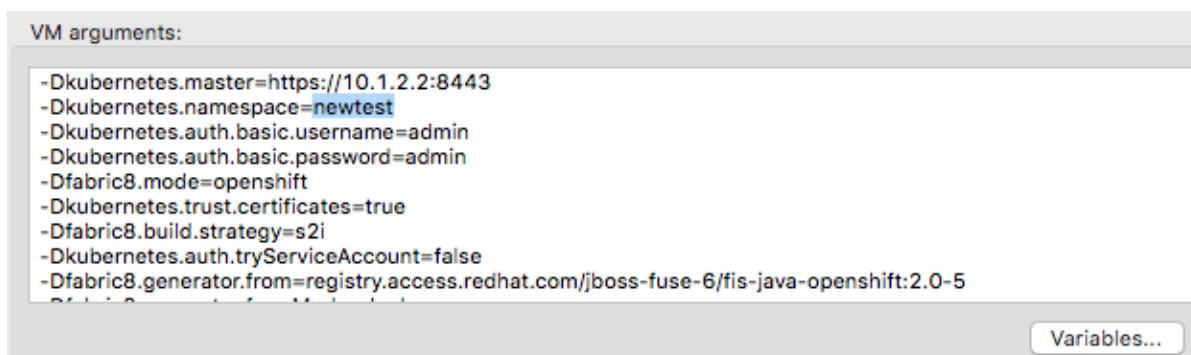 VM arguments:
-Dkubernetes.master=https://10.1.2.2:8443
-Dkubernetes.namespace=newtest
-Dkubernetes.auth.basic.username=admin
-Dkubernetes.auth.basic.password=admin
-Dfabric8.mode=openshift
-Dkubernetes.trust.certificates=true
-Dfabric8.build.strategy=s2i
-Dkubernetes.auth.tryServiceAccount=false
-Dfabric8.generator.from=registry.access.redhat.com/jboss-fuse-6/fis-java-openshift:2.0-5
Variables...